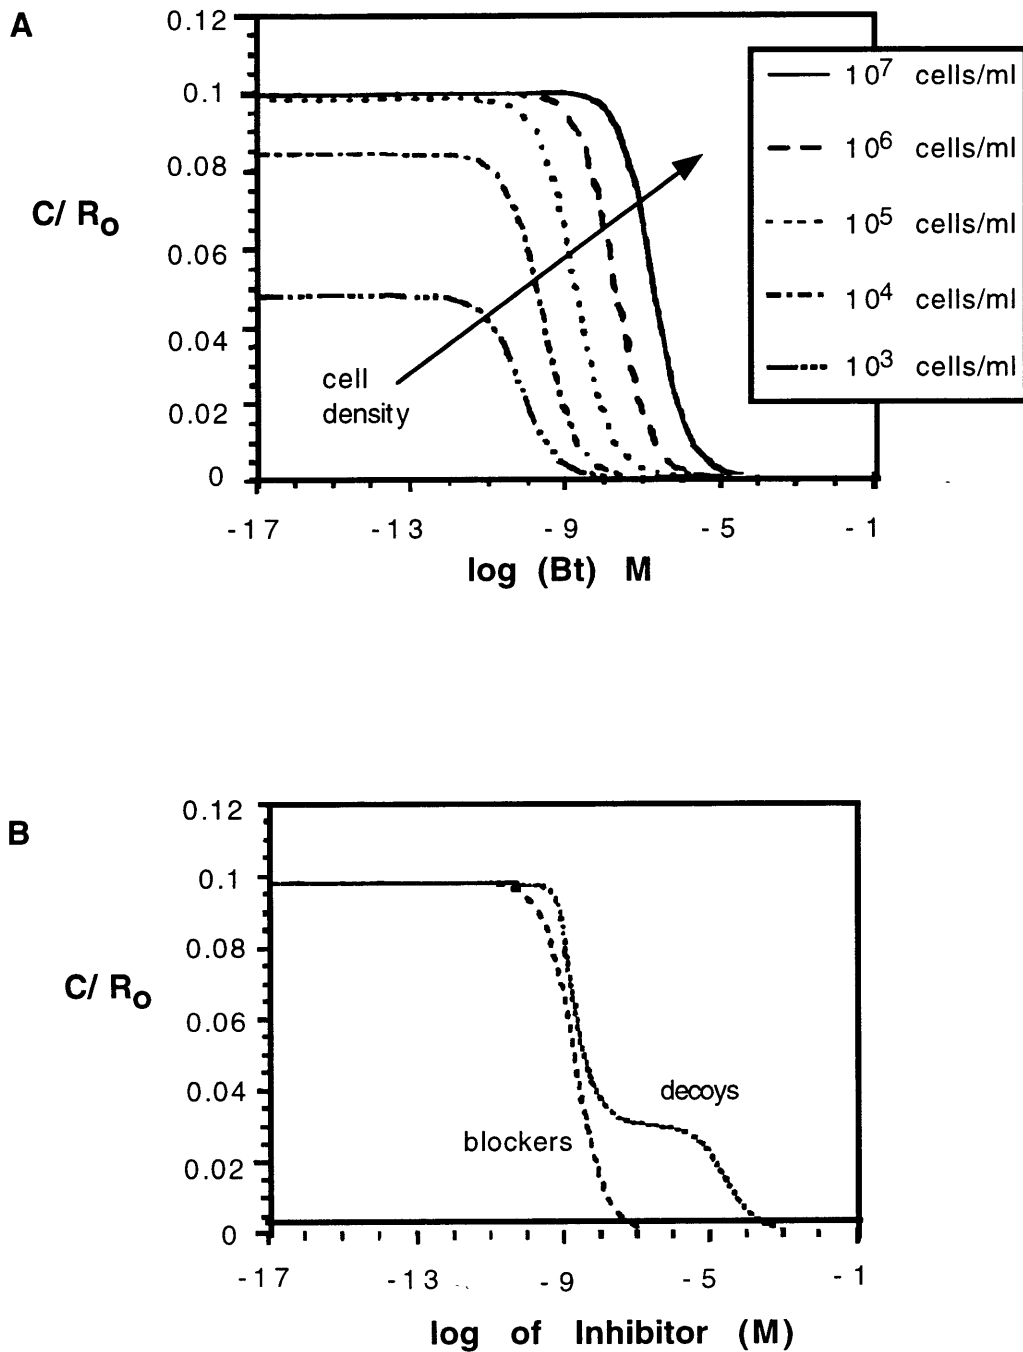 A
0.12
0.1
0.08
0.06
0.04
0.02
0
C/ Ro
-17
-13
-9
-5
-1
log (Bt) M
cell
density
10⁷ cells/ml
10⁶ cells/ml
10⁵ cells/ml
10⁴ cells/ml
10³ cells/ml
B
0.12
0.1
0.08
0.06
0.04
0.02
0
C/ Ro
decoys
blockers
-17
-13
-9
-5
-1
log of Inhibitor (M)